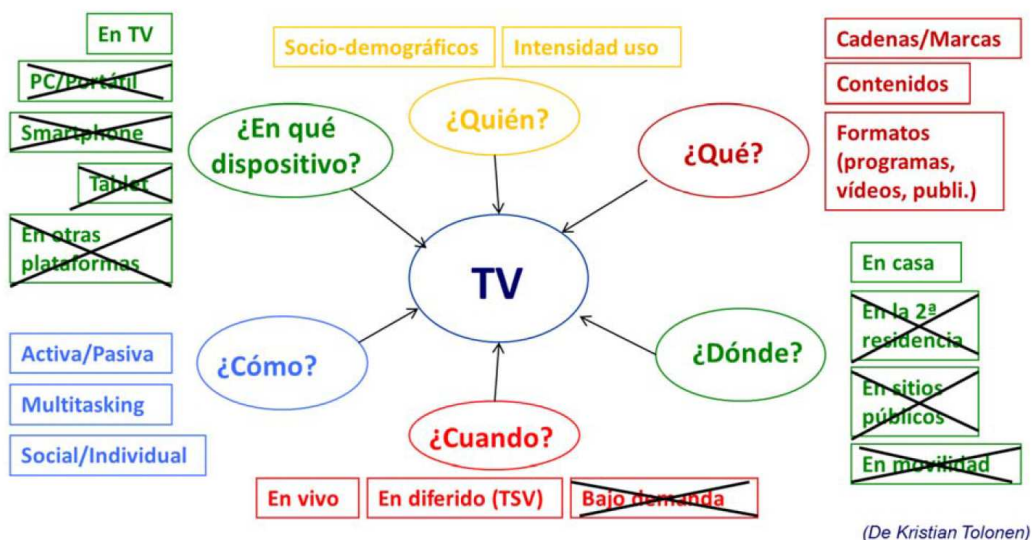 En TV
PC/Portátil
Smartphone
Tablet
En otras
plataformas
¿En qué
dispositivo?
Socio-demográficos
Intensidad uso
¿Quién?
Cadenas/Marcas
Contenidos
Formatos
(programas,
vídeos, publi.)
¿Qué?
TV
Activa/Pasiva
Multitasking
Social/Individual
¿Cómo?
¿Cuando?
En vivo
En diferido (TSV)
Bajo demanda
¿Dónde?
En casa
En la 2ª
residencia
En sitios
públicos
En movilidad
(De Kristian Tolonen)